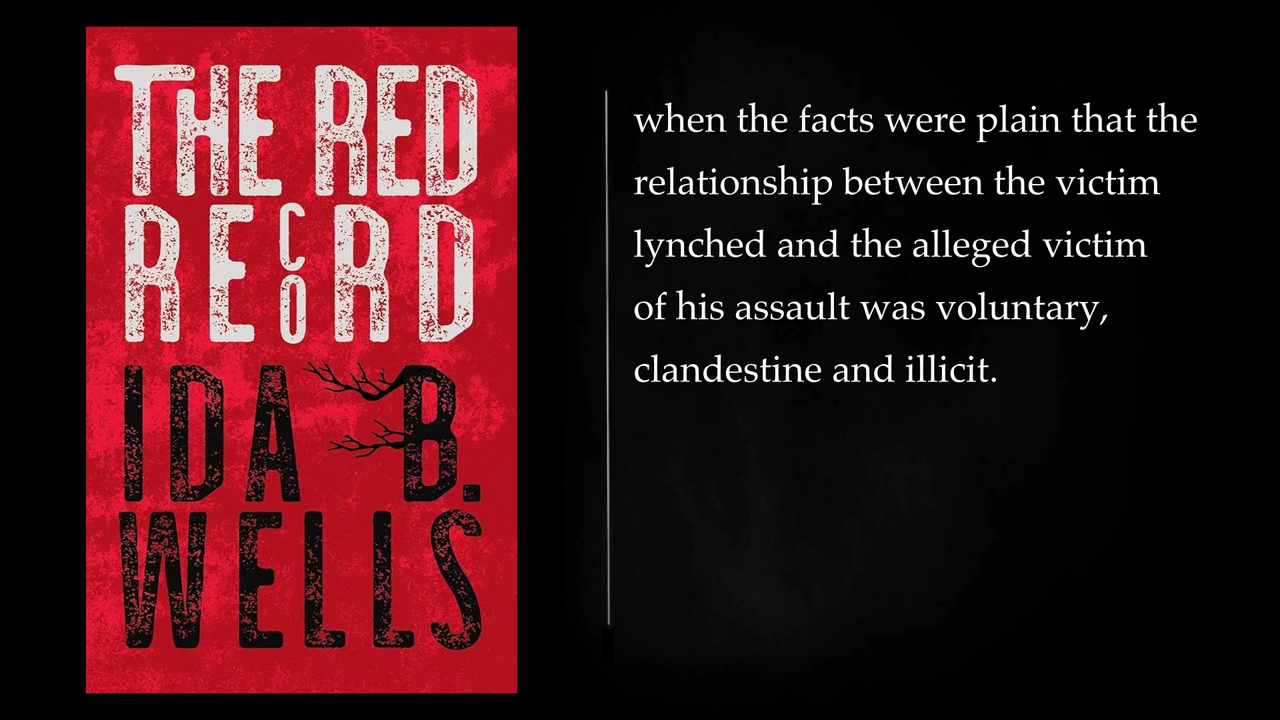 THE RED
RECORD
IDA B.
WELLS
when the facts were plain that the
relationship between the victim
lynched and the alleged victim
of his assault was voluntary,
clandestine and illicit.